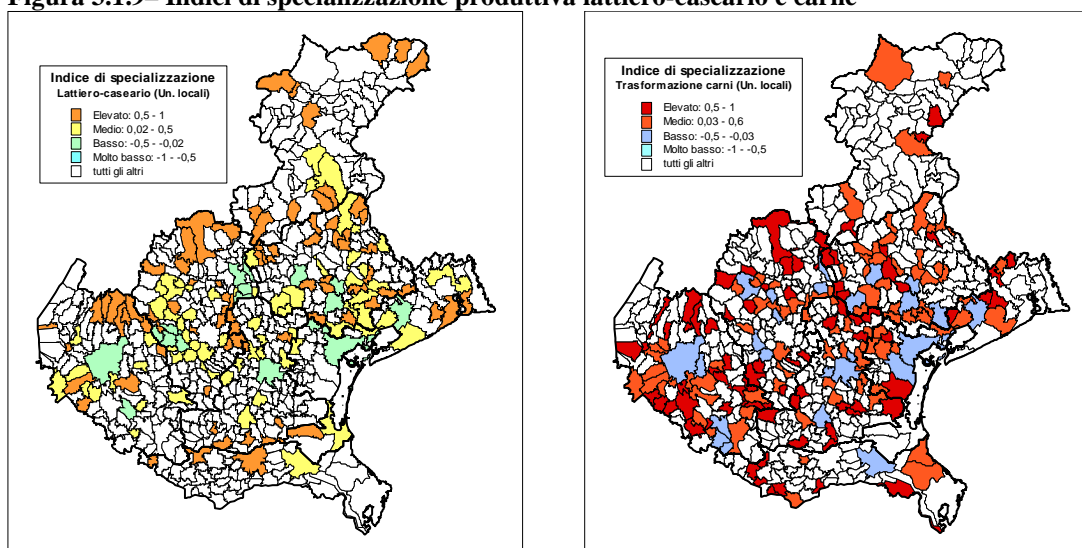 Figura 3.1.9– Indici di specializzazione produttiva lattiero-caseario e carne
Indice di specializzazione
Lattiero-caseario (Un. locali)
Elevato: 0,5 - 1
Medio: 0,02 - 0,5
Basso: -0,5 - -0,02
Molto basso: -1 - -0,5
tutti gli altri
Indice di specializzazione
Trasformazione carni (Un. locali)
Elevato: 0,5 - 1
Medio: 0,03 - 0,6
Basso: -0,5 - -0,03
Molto basso: -1 - -0,5
tutti gli altri